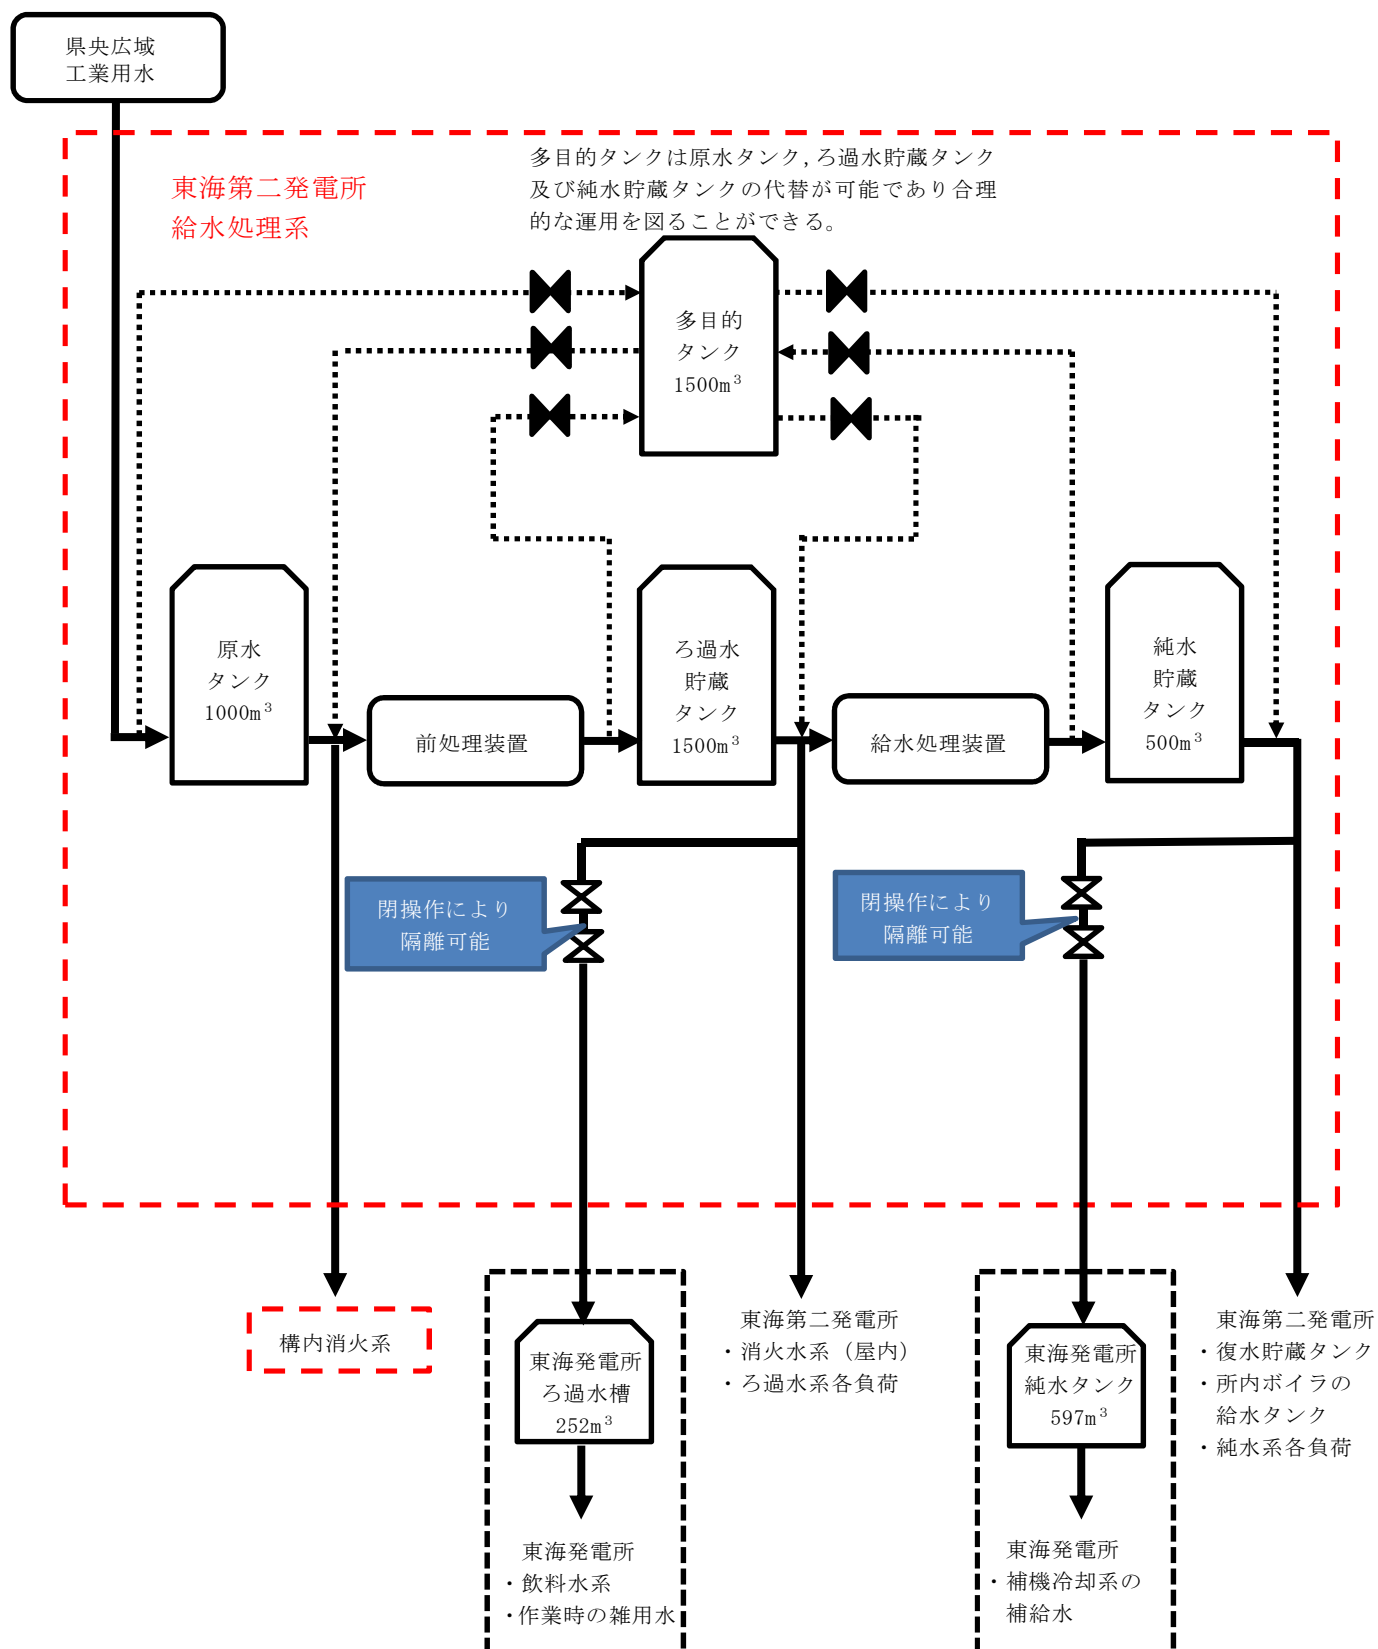 県央広域
工業用水
東海第二発電所
給水処理系
多目的タンクは原水タンク,ろ過水貯蔵タンク
及び純水貯蔵タンクの代替が可能であり合理
的な運用を図ることができる。
多目的
タンク
1500m³
原水
タンク
1000m³
前処理装置
ろ過水
貯蔵
タンク
1500m³
給水処理装置
純水
貯蔵
タンク
500m³
閉操作により
隔離可能
閉操作により
隔離可能
構内消火系
東海発電所
ろ過水槽
252m³
東海発電所
・飲料水系
・作業時の雑用水
東海第二発電所
・消火水系（屋内）
・ろ過水系各負荷
東海発電所
純水タンク
597m³
東海発電所
・補機冷却系の
補給水
東海第二発電所
・復水貯蔵タンク
・所内ボイラの
給水タンク
・純水系各負荷